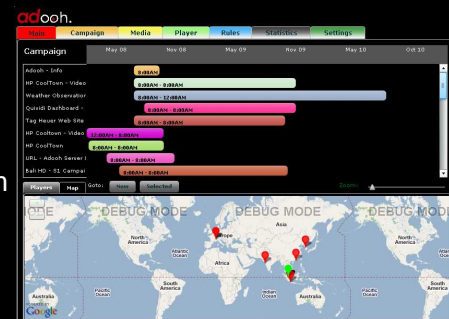 adooh.
Main Campaign Media Player Rules Statistics Settings
Campaign May 08 Nov 08 May 09 Nov 09 May 10 Oct 10
Adooh - Info 8:00AM
HP CoolTown - Video 8:00AM - 8:00AM
Weather Observation 8:00AM - 12:00AM
Quividi Dashboard - 8:00AM - 8:00AM
Tag Heuer Web Site 8:00AM - 8:00AM
HP Cooltown - Video 12:00AM - 8:00AM
HP CoolTown 8:00AM - 8:00AM
URL - Adooh Server I 8:00AM - 8:00AM
Bali HD - S1 Campai 8:00AM - 8:00AM
n
Players Map Goto: Now Selected Zoom:
DEBUG MODE DEBUG MODE
Asia
North America
Europe
North America
Atlantic Ocean
Africa
South America
Pacific Ocean
Indian Ocean
Australia
Pacific Ocean
South America
Australia
Google